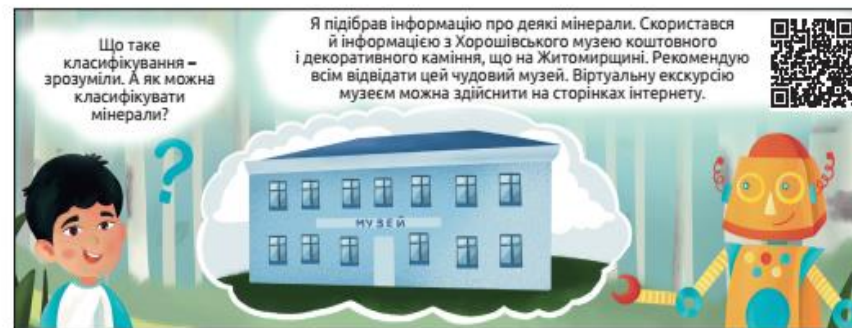 Що таке
класифікування –
зрозуміли. А як можна
класифікувати
мінерали?
Я підібрав інформацію про деякі мінерали. Скористався
й інформацією з Хорошівського музею коштовного
і декоративного каміння, що на Житомирщині. Рекомендую
всім відвідати цей чудовий музей. Віртуальну екскурсію
музеєм можна здійснити на сторінках інтернету.
?
МУЗЕЙ